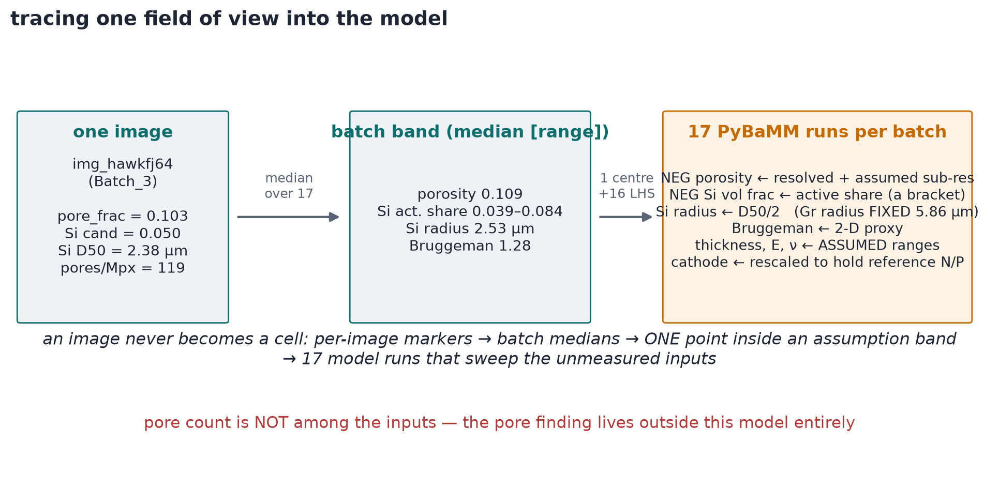 tracing one field of view into the model
one image
img_hawkfj64
(Batch_3)
pore_frac = 0.103
Si cand = 0.050
Si D50 = 2.38 µm
pores/Mpx = 119
median
over 17
batch band (median [range])
porosity 0.109
Si act. share 0.039–0.084
Si radius 2.53 µm
Bruggeman 1.28
1 centre
+16 LHS
17 PyBaMM runs per batch
NEG porosity ← resolved + assumed sub-res
NEG Si vol frac ← active share (a bracket)
Si radius ← D50/2   (Gr radius FIXED 5.86 µm)
Bruggeman ← 2-D proxy
thickness, E, ν ← ASSUMED ranges
cathode ← rescaled to hold reference N/P
an image never becomes a cell: per-image markers → batch medians → ONE point inside an assumption band
→ 17 model runs that sweep the unmeasured inputs
pore count is NOT among the inputs — the pore finding lives outside this model entirely